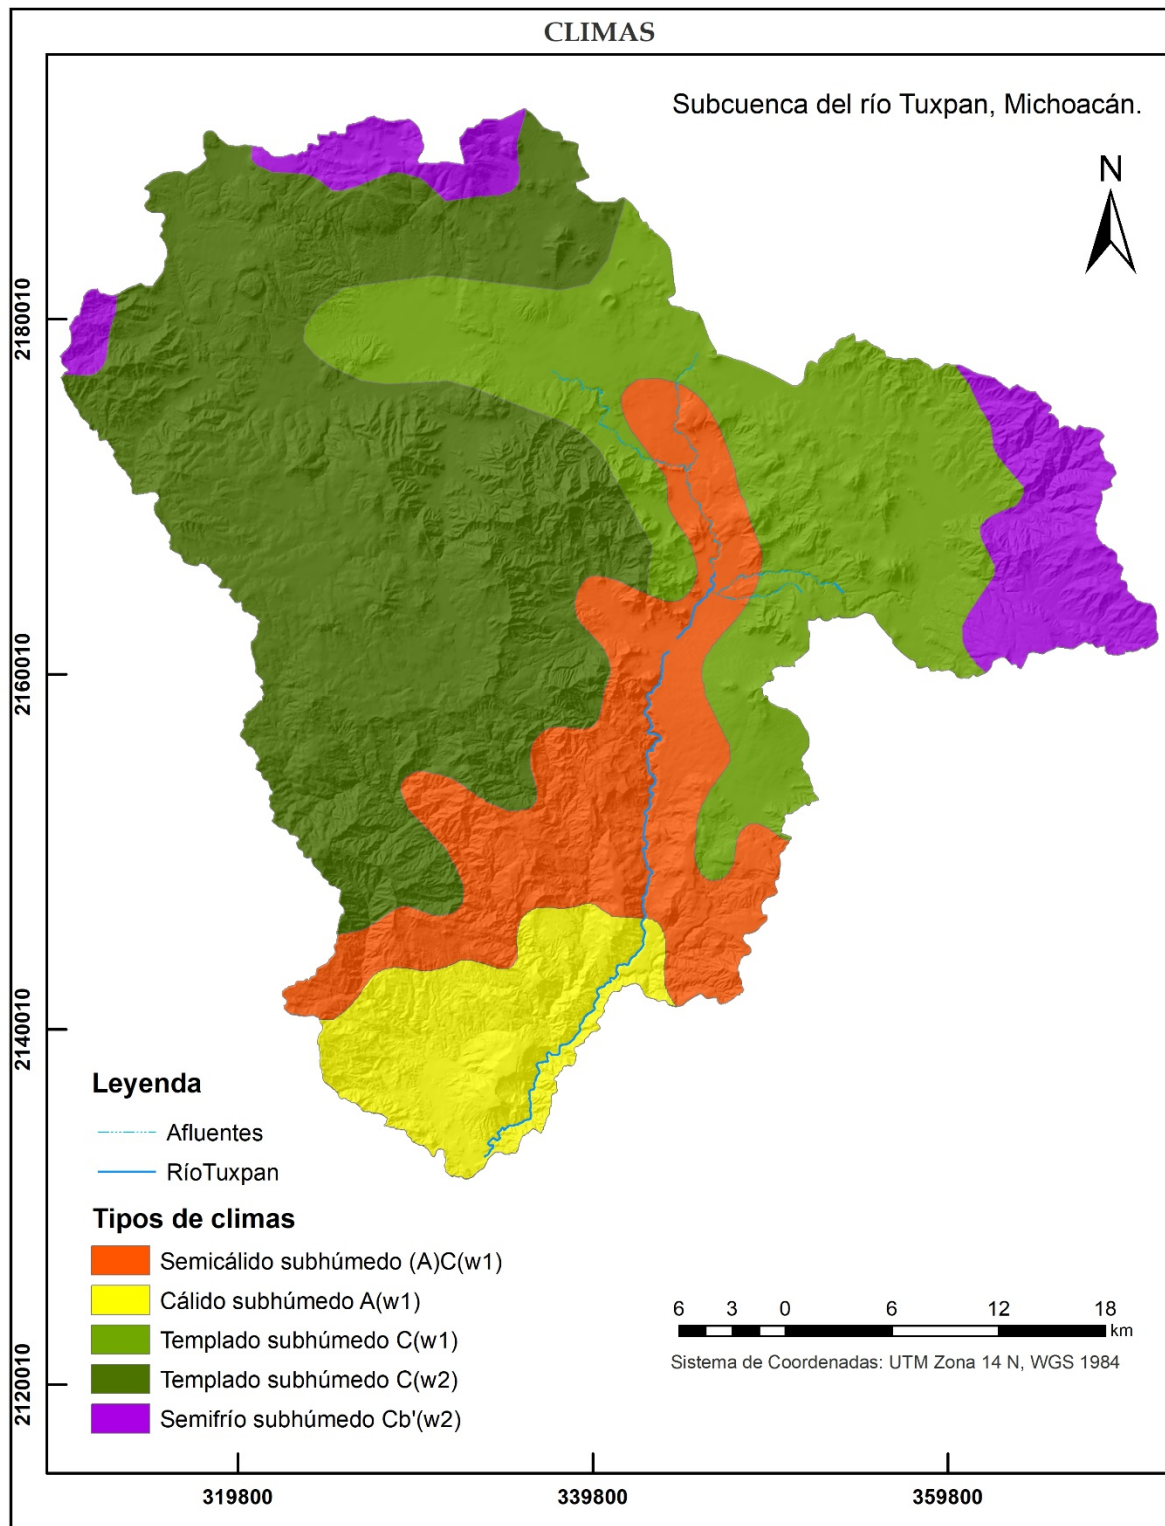 CLIMAS
Subcuenca del río Tuxpan, Michoacán.
N
2180010
2160010
2140010
2120010
Leyenda
Afluentes
RíoTuxpan
Tipos de climas
Semicálido subhúmedo (A)C(w1)
Cálido subhúmedo A(w1)
Templado subhúmedo C(w1)
Templado subhúmedo C(w2)
Semifrío subhúmedo Cb'(w2)
6 3 0 6 12 18
km
Sistema de Coordenadas: UTM Zona 14 N, WGS 1984
319800 339800 359800